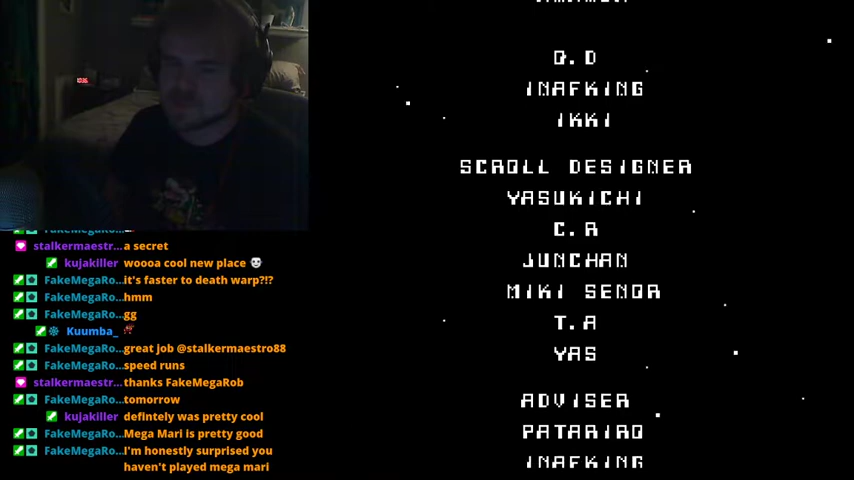 Q.D
INAFKING
IKKI
SCROLL DESIGNER
YASUKICHI
C.R
JUNCHAN
MIKI SENOR
T.A
YAS
ADVISER
PATARIRO
INAFKING
stalkermaestr... a secret
kujakiller woooa cool new place
FakeMegaRo... it's faster to death warp?!?
FakeMegaRo... hmm
FakeMegaRo... gg
Kuumba_
FakeMegaRo... great job @stalkermaestro88
FakeMegaRo... speed runs
stalkermaestr... thanks FakeMegaRob
FakeMegaRo... tomorrow
kujakiller defintely was pretty cool
FakeMegaRo... Mega Mari is pretty good
FakeMegaRo... I'm honestly surprised you
haven't played mega mari